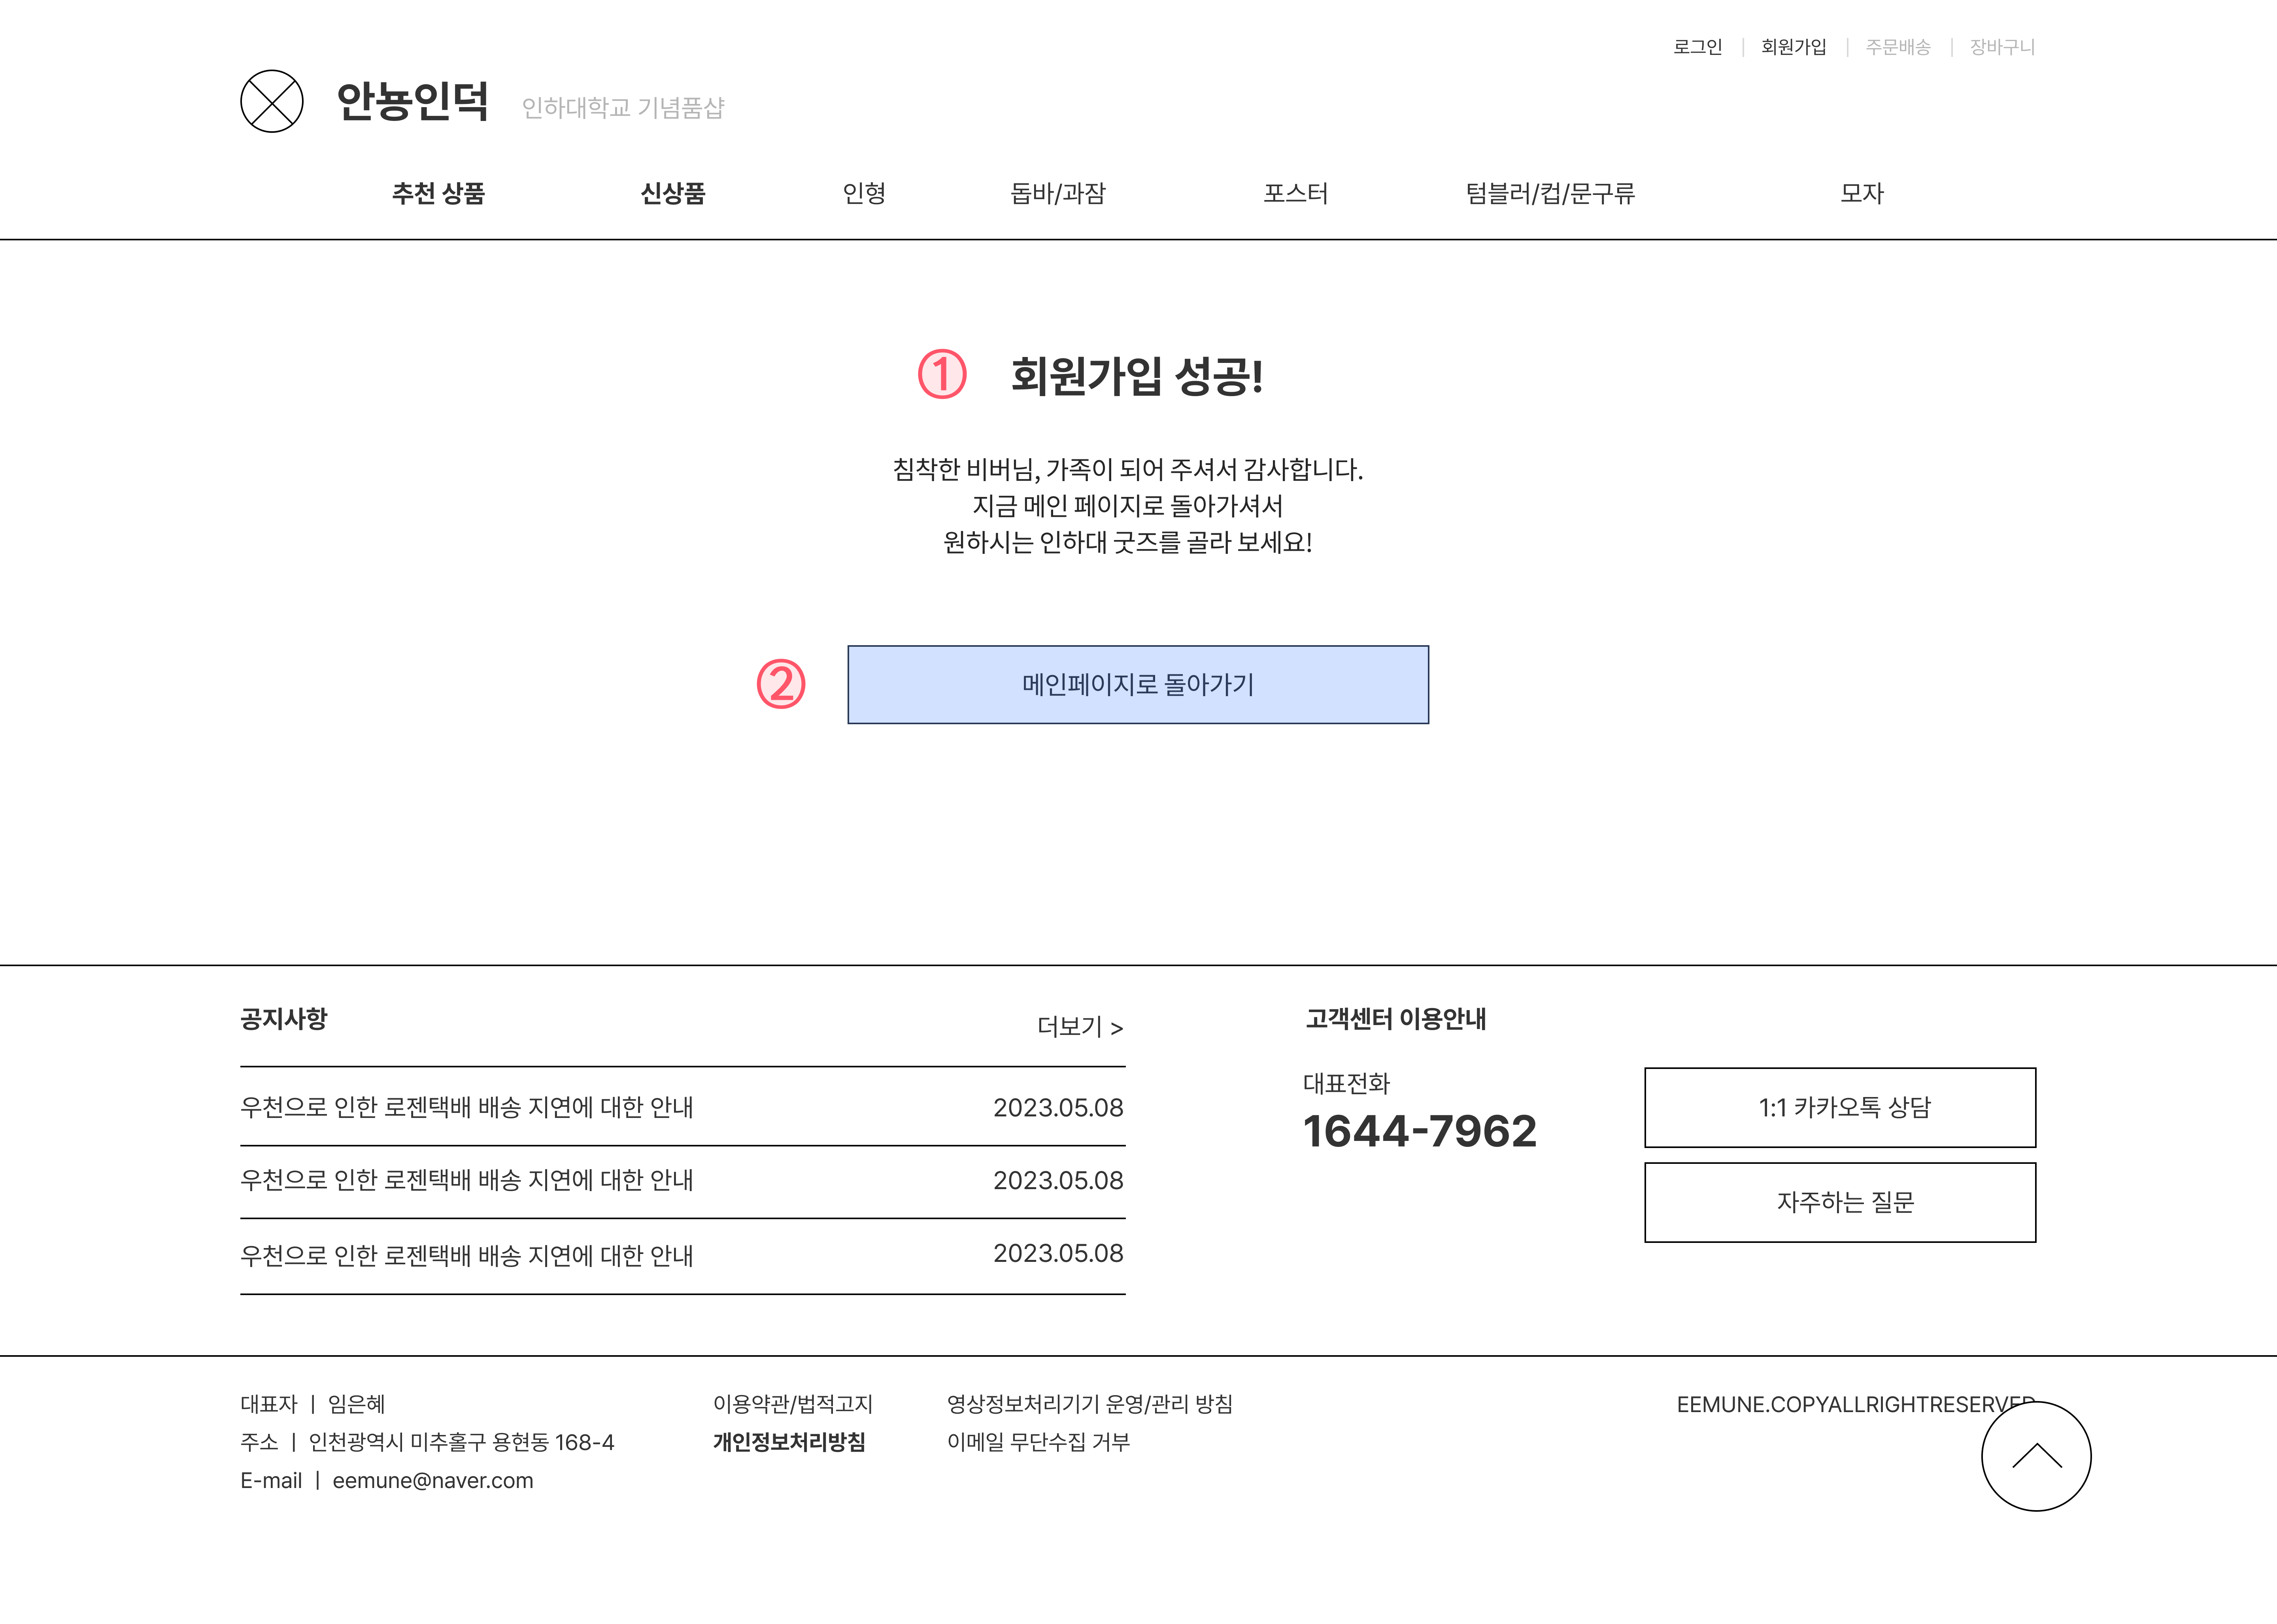 로그인 | 회원가입 | 주문배송 | 장바구니
안뇽인덕 인하대학교 기념품샵
추천 상품 신상품 인형 돕바/과잠 포스터 텀블러/컵/문구류 모자
① 회원가입 성공!
침착한 비버님, 가족이 되어 주셔서 감사합니다.
지금 메인 페이지로 돌아가셔서
원하시는 인하대 굿즈를 골라 보세요!
② 메인페이지로 돌아가기
공지사항 더보기 >
우천으로 인한 로젠택배 배송 지연에 대한 안내 2023.05.08
우천으로 인한 로젠택배 배송 지연에 대한 안내 2023.05.08
우천으로 인한 로젠택배 배송 지연에 대한 안내 2023.05.08
고객센터 이용안내
대표전화
1644-7962
1:1 카카오톡 상담
자주하는 질문
대표자 | 임은혜
주소 | 인천광역시 미추홀구 용현동 168-4
E-mail | eemune@naver.com
이용약관/법적고지
개인정보처리방침
영상정보처리기기 운영/관리 방침
이메일 무단수집 거부
EEMUNE.COPYALLRIGHTRESERVED